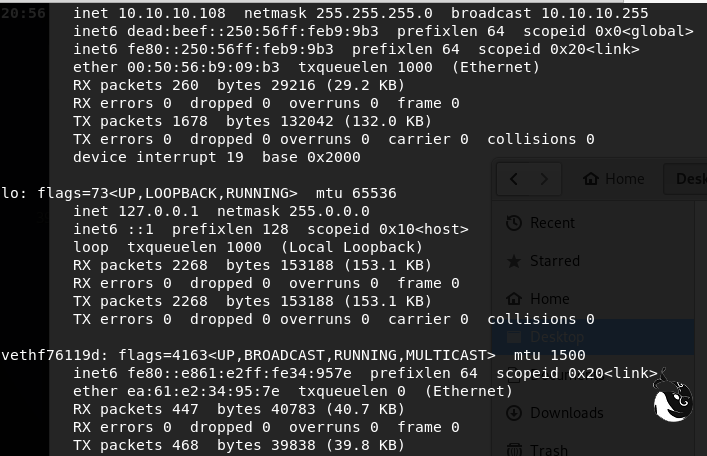 20:56
inet 10.10.10.108  netmask 255.255.255.0  broadcast 10.10.10.255
inet6 dead:beef::250:56ff:feb9:9b3  prefixlen 64  scopeid 0x0<global>
inet6 fe80::250:56ff:feb9:9b3  prefixlen 64  scopeid 0x20<link>
ether 00:50:56:b9:09:b3  txqueuelen 1000  (Ethernet)
RX packets 260  bytes 29216 (29.2 KB)
RX errors 0  dropped 0  overruns 0  frame 0
TX packets 1678  bytes 132042 (132.0 KB)
TX errors 0  dropped 0 overruns 0  carrier 0  collisions 0
device interrupt 19  base 0x2000
lo: flags=73<UP,LOOPBACK,RUNNING>  mtu 65536
inet 127.0.0.1  netmask 255.0.0.0
inet6 ::1  prefixlen 128  scopeid 0x10<host>
loop  txqueuelen 1000  (Local Loopback)
RX packets 2268  bytes 153188 (153.1 KB)
RX errors 0  dropped 0  overruns 0  frame 0
TX packets 2268  bytes 153188 (153.1 KB)
TX errors 0  dropped 0 overruns 0  carrier 0  collisions 0
vethf76119d: flags=4163<UP,BROADCAST,RUNNING,MULTICAST>  mtu 1500
inet6 fe80::e861:e2ff:fe34:957e  prefixlen 64  scopeid 0x20<link>
ether ea:61:e2:34:95:7e  txqueuelen 0  (Ethernet)
RX packets 447  bytes 40783 (40.7 KB)
RX errors 0  dropped 0  overruns 0  frame 0
TX packets 468  bytes 39838 (39.8 KB)
Home
Desk
Recent
Starred
Home
Desktop
Documents
Downloads
Trash